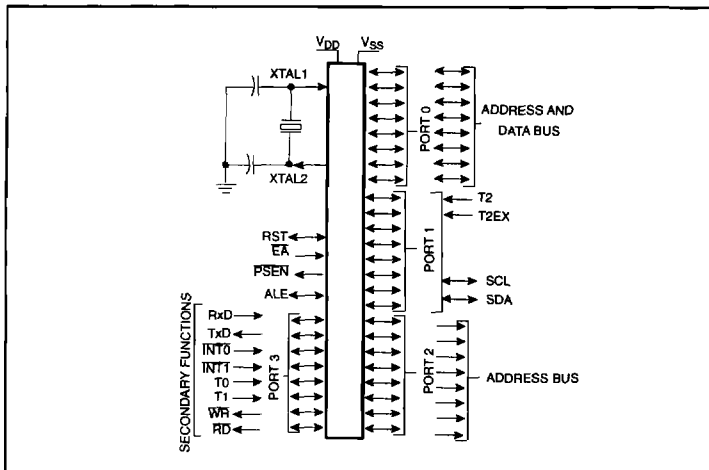 VDD VSS
XTAL1
XTAL2
PORT 0
ADDRESS AND
DATA BUS
T2
T2EX
PORT 1
SCL
SDA
RST
EA
PSEN
ALE
SECONDARY FUNCTIONS
RxD
TxD
INT0
INT1
T0
T1
WR
RD
PORT 3
PORT 2
ADDRESS BUS